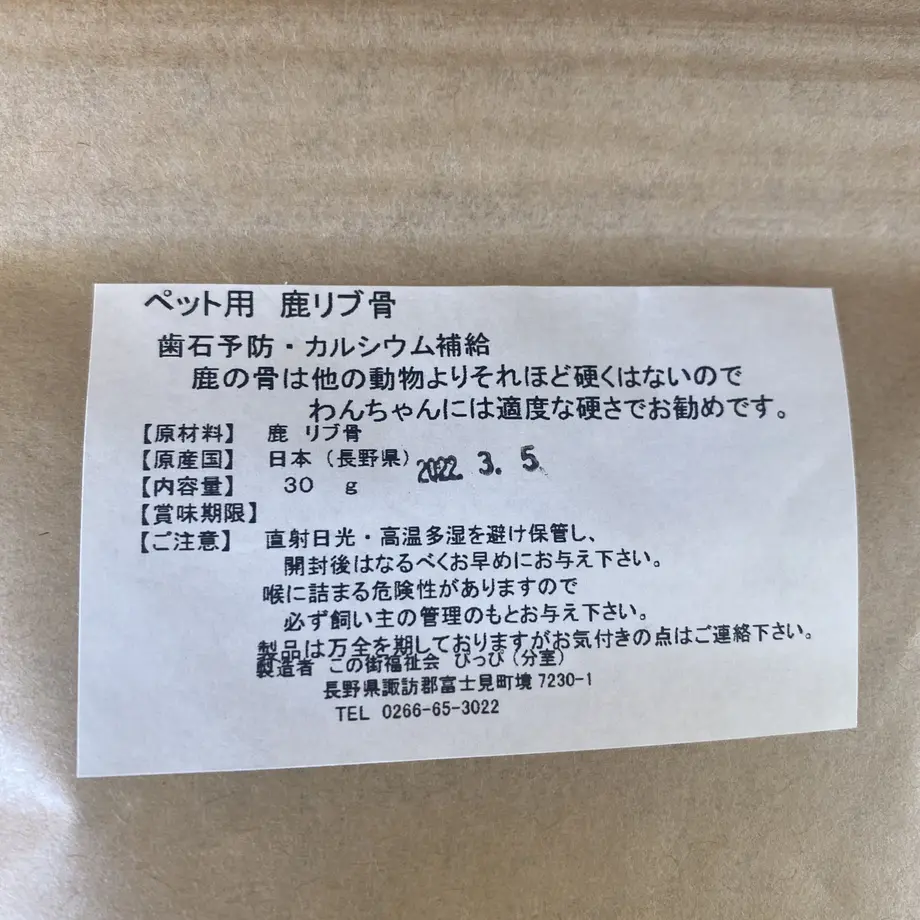 ペット用 鹿リブ骨
歯石予防・カルシウム補給
鹿の骨は他の動物よりそれほど硬くはないので
わんちゃんには適度な硬さでお勧めです。
【原材料】 鹿 リブ骨
【原産国】 日本（長野県）
2022 3. 5
【内容量】 30 g
【賞味期限】
【ご注意】 直射日光・高温多湿を避け保管し、
開封後はなるべくお早めにお与え下さい。
喉に詰まる危険性がありますので
必ず飼い主の管理のもとお与え下さい。
製品は万全を期しておりますがお気付きの点はご連絡下さい。
製造者 この街福祉会 ぴっぴ（分室）
長野県諏訪郡富士見町境 7230-1
TEL 0266-65-3022